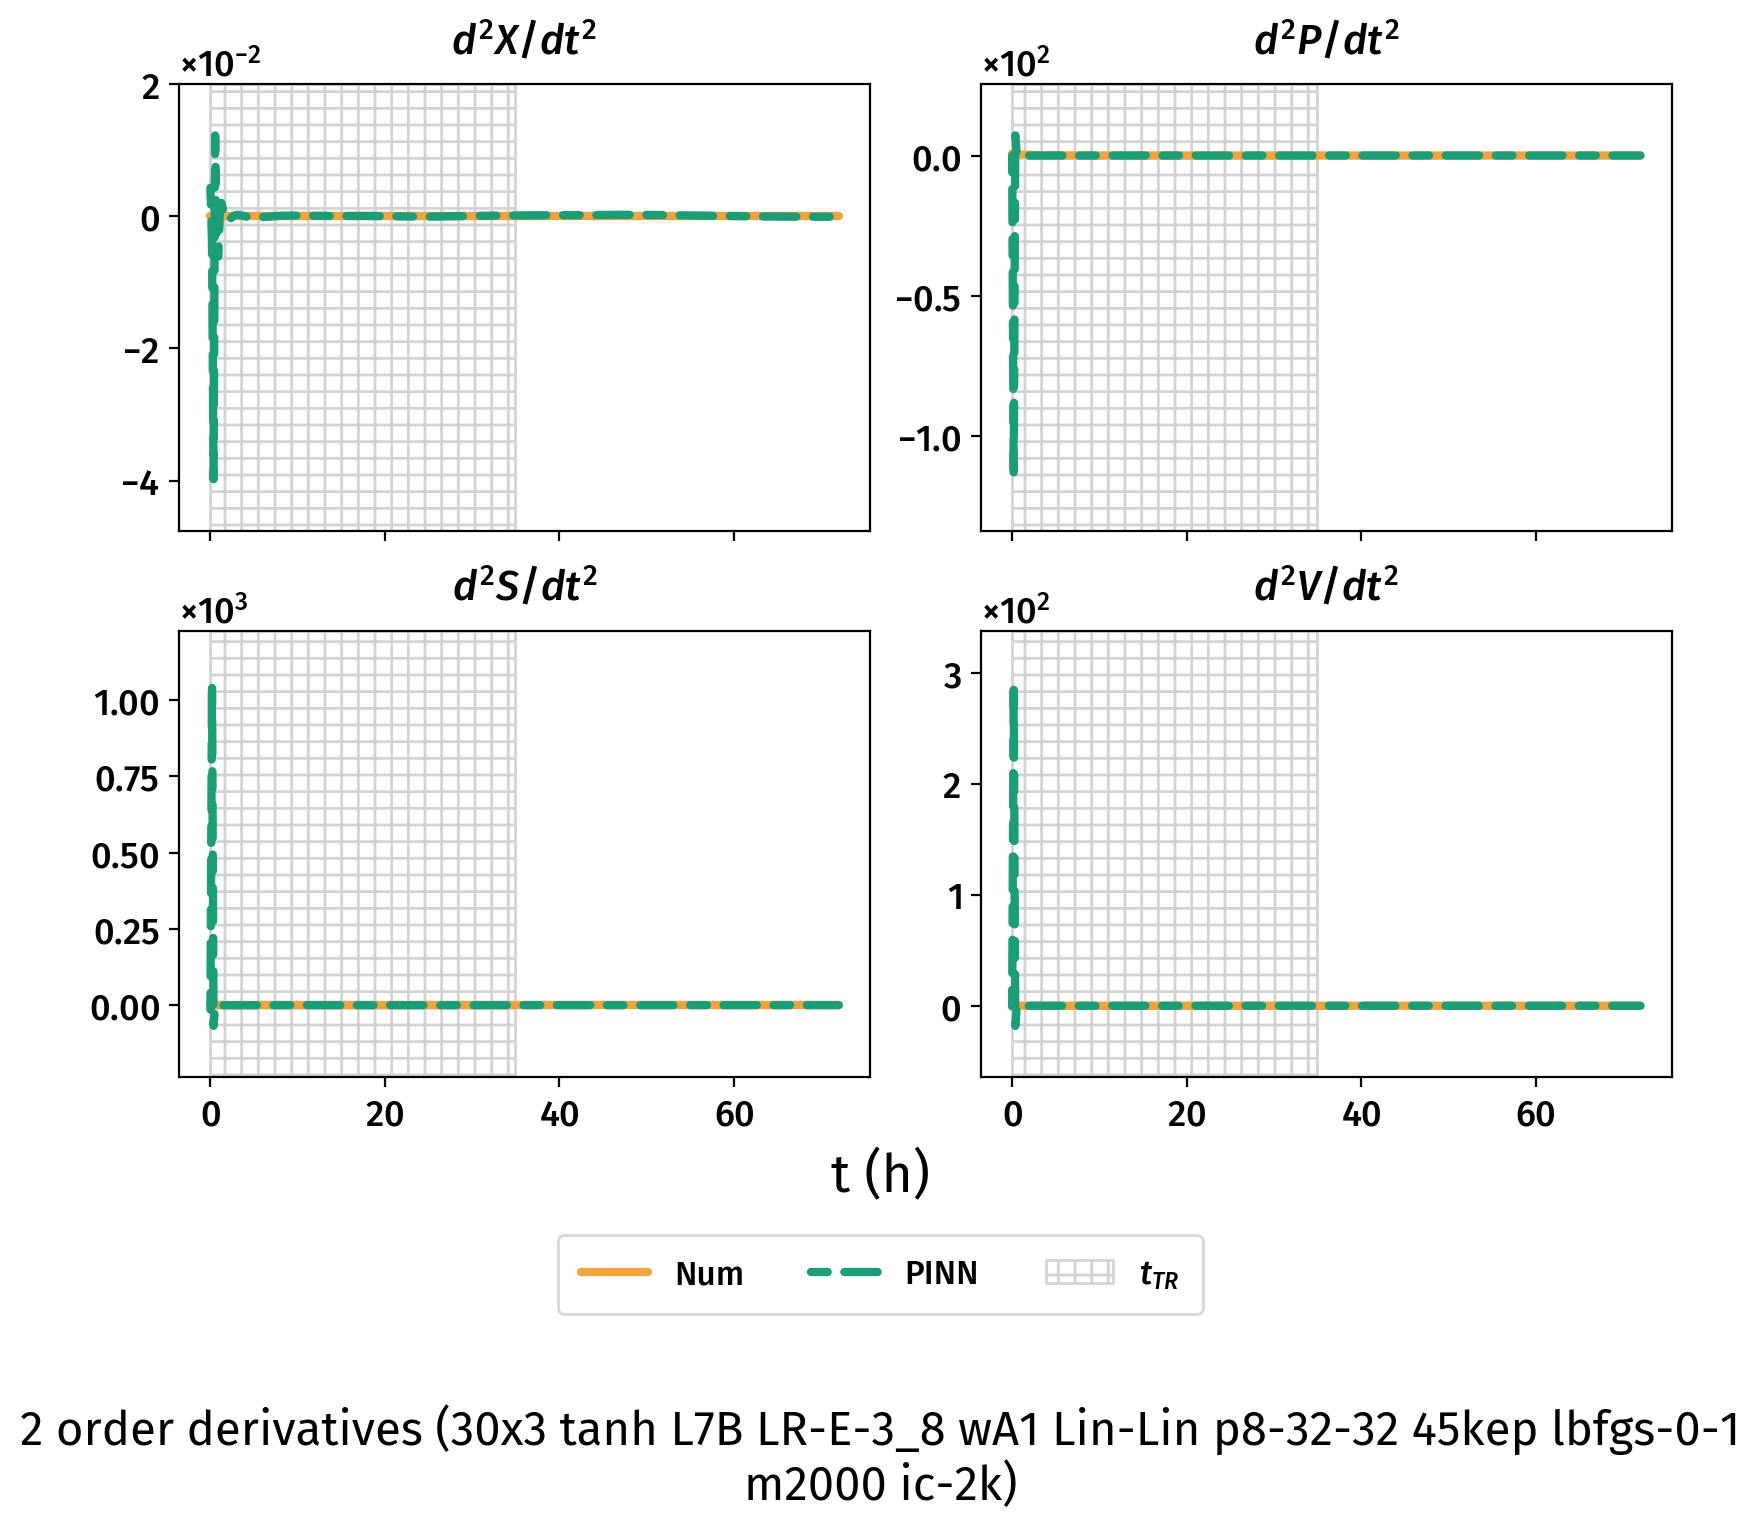 d²X/dt²
×10⁻²
2
0
−2
−4
d²P/dt²
×10²
0.0
−0.5
−1.0
d²S/dt²
×10³
1.00
0.75
0.50
0.25
0.00
0 20 40 60
d²V/dt²
×10²
3
2
1
0
0 20 40 60
t (h)
Num PINN t_TR
2 order derivatives (30x3 tanh L7B LR-E-3_8 wA1 Lin-Lin p8-32-32 45kep lbfgs-0-1
m2000 ic-2k)